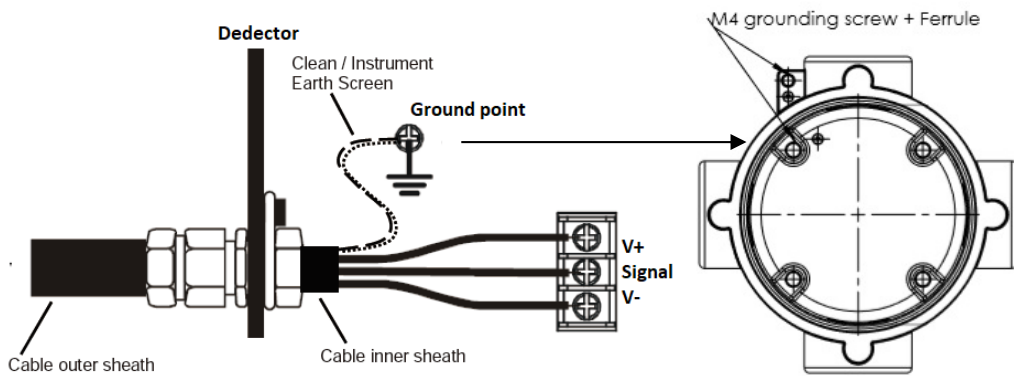 M4 grounding screw + Ferrule
Dedector
Clean / Instrument
Earth Screen
Ground point
V+
Signal
V-
Cable outer sheath
Cable inner sheath